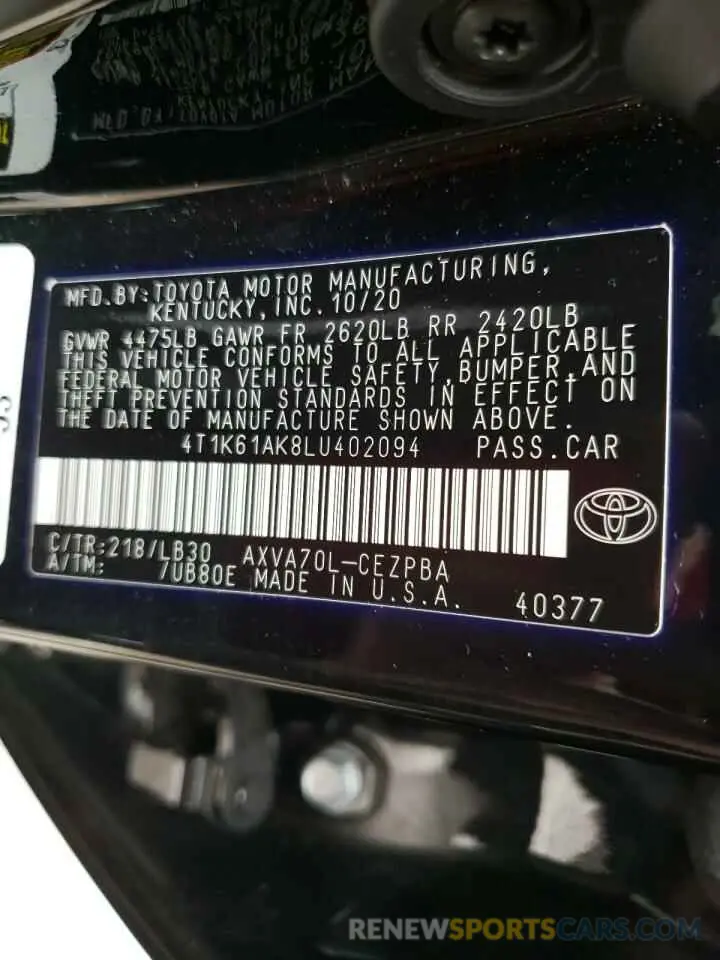 MFD. BY: TOYOTA MOTOR MANUFACTURING,
KENTUCKY, INC. 10/20
GVWR 4475LB GAWR FR 2620LB RR 2420LB
THIS VEHICLE CONFORMS TO ALL APPLICABLE
FEDERAL MOTOR VEHICLE SAFETY, BUMPER, AND
THEFT PREVENTION STANDARDS IN EFFECT ON
THE DATE OF MANUFACTURE SHOWN ABOVE.
4T1K61AK8LU402094 PASS. CAR
C/TR: 218/LB30 AXVA70L-CEZPBA
A/TM: /UB80E MADE IN U.S.A. 40377
RENEWSPORTSCARS.COM